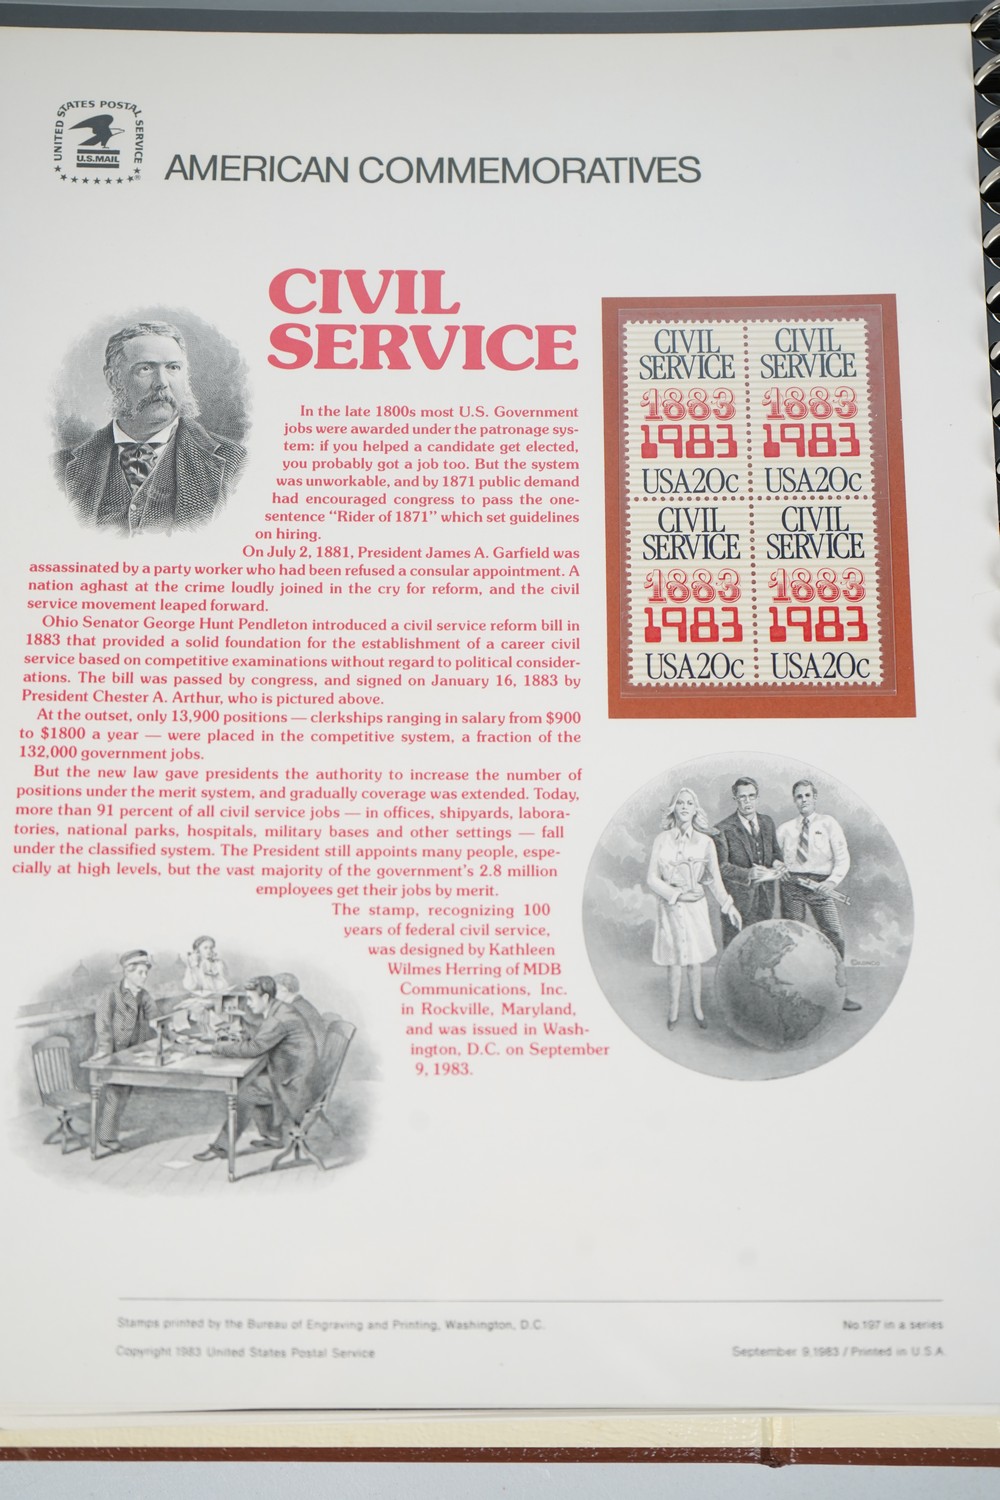 UNITED STATES POSTAL SERVICE
U.S.MAIL
AMERICAN COMMEMORATIVES
CIVIL
SERVICE
In the late 1800s most U.S. Government
jobs were awarded under the patronage sys-
tem: if you helped a candidate get elected,
you probably got a job too. But the system
was unworkable, and by 1871 public demand
had encouraged congress to pass the one-
sentence “Rider of 1871” which set guidelines
on hiring.
On July 2, 1881, President James A. Garfield was
assassinated by a party worker who had been refused a consular appointment. A
nation aghast at the crime loudly joined in the cry for reform, and the civil
service movement leaped forward.
Ohio Senator George Hunt Pendleton introduced a civil service reform bill in
1883 that provided a solid foundation for the establishment of a career civil
service based on competitive examinations without regard to political consider-
ations. The bill was passed by congress, and signed on January 16, 1883 by
President Chester A. Arthur, who is pictured above.
At the outset, only 13,900 positions — clerkships ranging in salary from $900
to $1800 a year — were placed in the competitive system, a fraction of the
132,000 government jobs.
But the new law gave presidents the authority to increase the number of
positions under the merit system, and gradually coverage was extended. Today,
more than 91 percent of all civil service jobs — in offices, shipyards, labora-
tories, national parks, hospitals, military bases and other settings — fall
under the classified system. The President still appoints many people, espe-
cially at high levels, but the vast majority of the government's 2.8 million
employees get their jobs by merit.
The stamp, recognizing 100
years of federal civil service,
was designed by Kathleen
Wilmes Herring of MDB
Communications, Inc.
in Rockville, Maryland,
and was issued in Wash-
ington, D.C. on September
9, 1983.
CIVIL
SERVICE
1883
1983
USA20c
CIVIL
SERVICE
1883
1983
USA20c
CIVIL
SERVICE
1883
1983
USA20c
CIVIL
SERVICE
1883
1983
USA20c
Stamps printed by the Bureau of Engraving and Printing, Washington, D.C.
Copyright 1983 United States Postal Service
No.197 in a series
September 9,1983 / Printed in U.S.A.